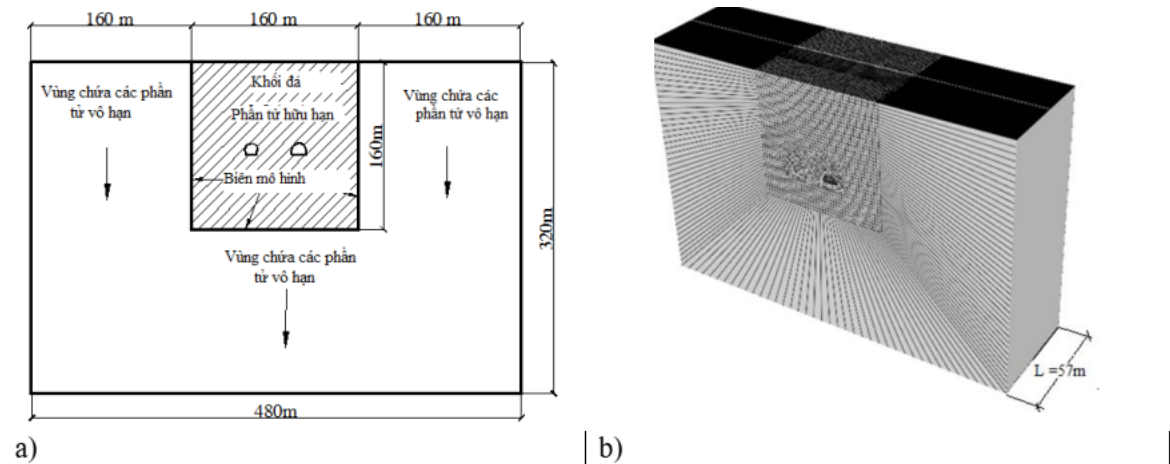 160 m
160 m
160 m
Vùng chứa các phần
tử vô hạn
Khối đá
Phần tử hữu hạn
Biên mô hình
160m
Vùng chứa các
phần tử vô hạn
320m
Vùng chứa các phần
tử vô hạn
480m
L =57m
a)
b)